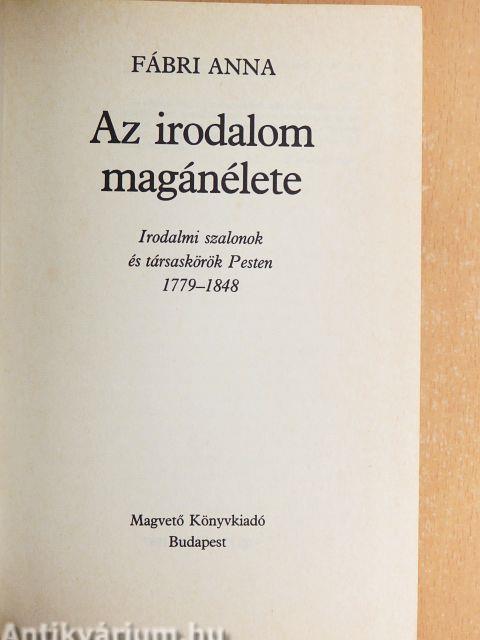 FÁBRI ANNA
Az irodalom
magánélete
Irodalmi szalonok
és társaskörök Pesten
1779–1848
Magvető Könyvkiadó
Budapest
Antikvárium.hu